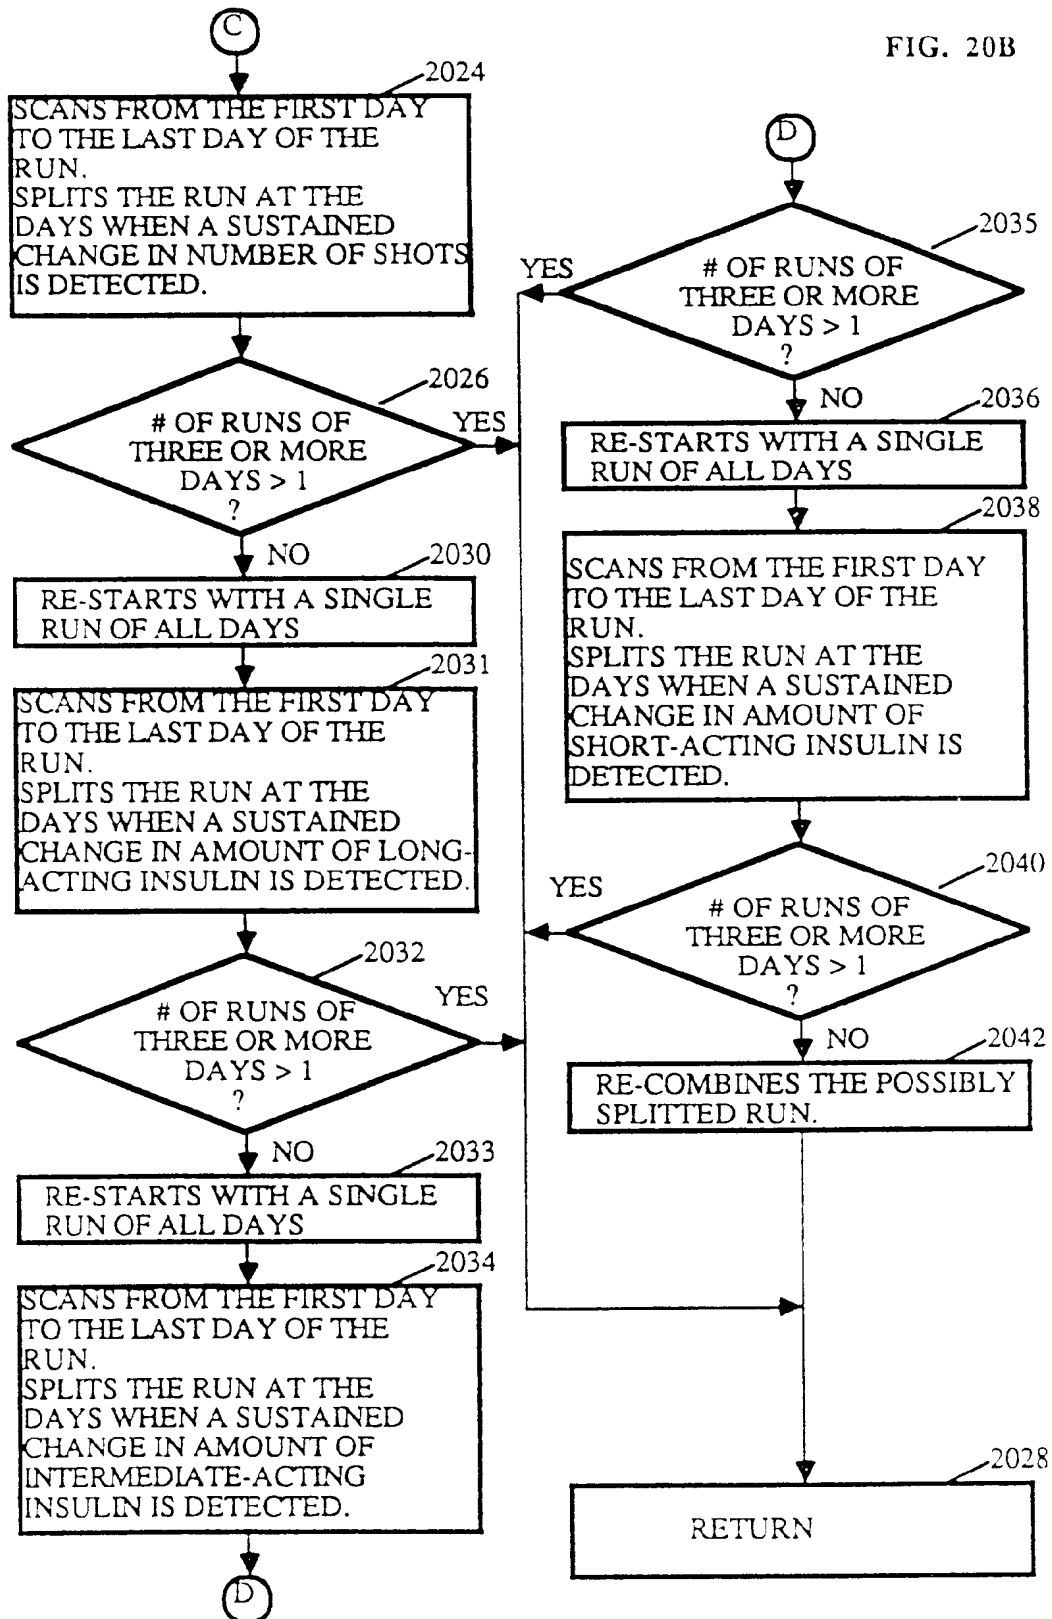 C
FIG. 20B
2024
SCANS FROM THE FIRST DAY
TO THE LAST DAY OF THE
RUN.
SPLITS THE RUN AT THE
DAYS WHEN A SUSTAINED
CHANGE IN NUMBER OF SHOTS
IS DETECTED.
2026
# OF RUNS OF
THREE OR MORE
DAYS > 1
?
YES
NO
2030
RE-STARTS WITH A SINGLE
RUN OF ALL DAYS
2031
SCANS FROM THE FIRST DAY
TO THE LAST DAY OF THE
RUN.
SPLITS THE RUN AT THE
DAYS WHEN A SUSTAINED
CHANGE IN AMOUNT OF LONG-
ACTING INSULIN IS DETECTED.
2032
# OF RUNS OF
THREE OR MORE
DAYS > 1
?
YES
NO
2033
RE-STARTS WITH A SINGLE
RUN OF ALL DAYS
2034
SCANS FROM THE FIRST DAY
TO THE LAST DAY OF THE
RUN.
SPLITS THE RUN AT THE
DAYS WHEN A SUSTAINED
CHANGE IN AMOUNT OF
INTERMEDIATE-ACTING
INSULIN IS DETECTED.
D
D
2035
# OF RUNS OF
THREE OR MORE
DAYS > 1
?
YES
NO
2036
RE-STARTS WITH A SINGLE
RUN OF ALL DAYS
2038
SCANS FROM THE FIRST DAY
TO THE LAST DAY OF THE
RUN.
SPLITS THE RUN AT THE
DAYS WHEN A SUSTAINED
CHANGE IN AMOUNT OF
SHORT-ACTING INSULIN IS
DETECTED.
2040
# OF RUNS OF
THREE OR MORE
DAYS > 1
?
YES
NO
2042
RE-COMBINES THE POSSIBLY
SPLITTED RUN.
2028
RETURN